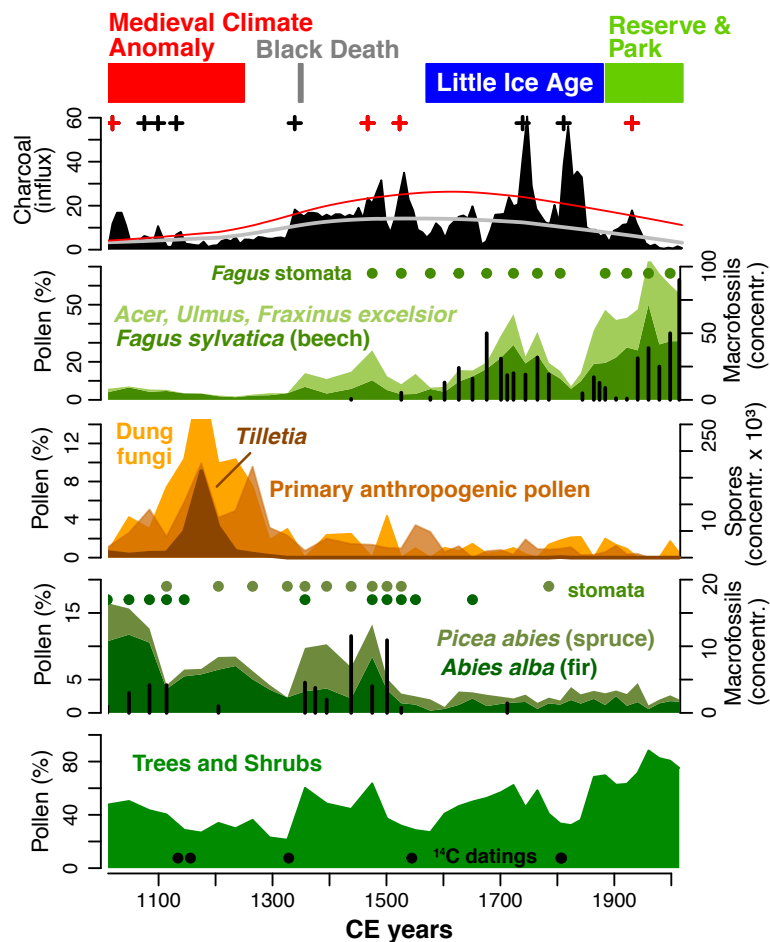 Medieval Climate
Anomaly
Black Death
Reserve &
Park
Little Ice Age
Charcoal
(influx)
60
40
20
0
Pollen (%)
50
20
0
Fagus stomata
Acer, Ulmus, Fraxinus excelsior
Fagus sylvatica (beech)
100
50
0
Macrofossils
(concentr.)
Pollen (%)
12
8
4
0
Dung
fungi
Tilletia
Primary anthropogenic pollen
250
10
0
Spores
(concentr. x 10³)
Pollen (%)
15
5
0
stomata
Picea abies (spruce)
Abies alba (fir)
20
10
5
0
Macrofossils
(concentr.)
Pollen (%)
80
40
0
Trees and Shrubs
¹⁴C datings
1100 1300 1500 1700 1900
CE years